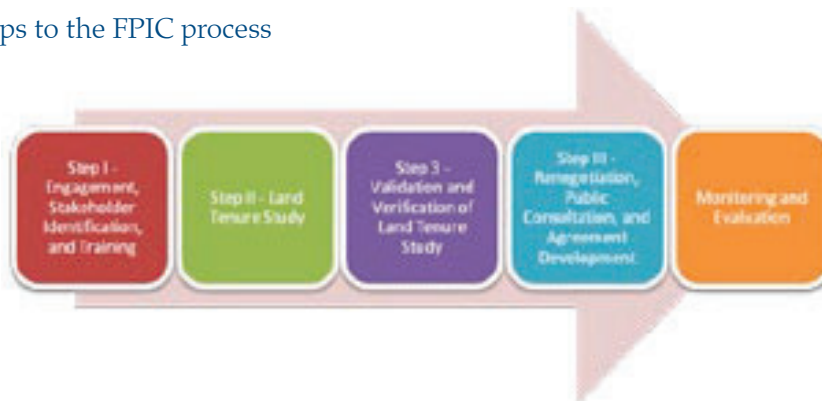 ps to the FPIC process
Step I -
Engagement,
Stakeholder
Identification,
and Training
Step II - Land
Tenure Study
Step 3 -
Validation and
Verification of
Land Tenure
Study
Step III -
Renegotiation,
Public
Consultation, and
Agreement
Development
Monitoring and
Evaluation